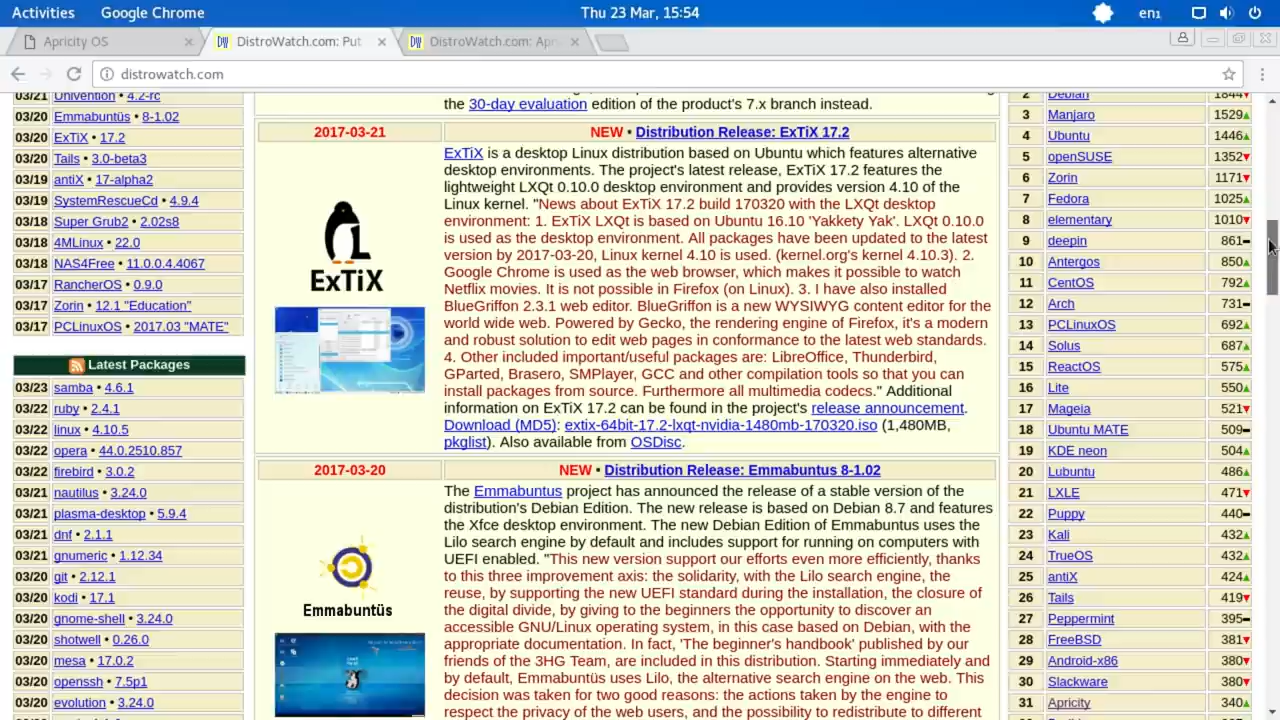 Activities Google Chrome Thu 23 Mar, 15:54 en1
Apricity OS DistroWatch.com: Put DistroWatch.com: Apri
distrowatch.com
03/21 Univention • 4.2-rc
03/20 Emmabuntüs • 8-1.02
03/20 ExTiX • 17.2
03/20 Tails • 3.0-beta3
03/19 antiX • 17-alpha2
03/19 SystemRescueCd • 4.9.4
03/18 Super Grub2 • 2.02s8
03/18 4MLinux • 22.0
03/18 NAS4Free • 11.0.0.4.4067
03/17 RancherOS • 0.9.0
03/17 Zorin • 12.1 "Education"
03/17 PCLinuxOS • 2017.03 "MATE"
Latest Packages
03/23 samba • 4.6.1
03/22 ruby • 2.4.1
03/22 linux • 4.10.5
03/22 opera • 44.0.2510.857
03/22 firebird • 3.0.2
03/21 nautilus • 3.24.0
03/21 plasma-desktop • 5.9.4
03/21 dnf • 2.1.1
03/21 gnumeric • 1.12.34
03/20 git • 2.12.1
03/20 kodi • 17.1
03/20 gnome-shell • 3.24.0
03/20 shotwell • 0.26.0
03/20 mesa • 17.0.2
03/20 openssh • 7.5p1
03/20 evolution • 3.24.0
the 30-day evaluation edition of the product's 7.x branch instead.
2017-03-21 NEW • Distribution Release: ExTiX 17.2
ExTiX
ExTiX is a desktop Linux distribution based on Ubuntu which features alternative
desktop environments. The project's latest release, ExTiX 17.2 features the
lightweight LXQt 0.10.0 desktop environment and provides version 4.10 of the
Linux kernel. "News about ExTiX 17.2 build 170320 with the LXQt desktop
environment: 1. ExTiX LXQt is based on Ubuntu 16.10 'Yakkety Yak'. LXQt 0.10.0
is used as the desktop environment. All packages have been updated to the latest
version by 2017-03-20, Linux kernel 4.10 is used. (kernel.org's kernel 4.10.3). 2.
Google Chrome is used as the web browser, which makes it possible to watch
Netflix movies. It is not possible in Firefox (on Linux). 3. I have also installed
BlueGriffon 2.3.1 web editor. BlueGriffon is a new WYSIWYG content editor for the
world wide web. Powered by Gecko, the rendering engine of Firefox, it's a modern
and robust solution to edit web pages in conformance to the latest web standards.
4. Other included important/useful packages are: LibreOffice, Thunderbird,
GParted, Brasero, SMPlayer, GCC and other compilation tools so that you can
install packages from source. Furthermore all multimedia codecs." Additional
information on ExTiX 17.2 can be found in the project's release announcement.
Download (MD5): extix-64bit-17.2-lxqt-nvidia-1480mb-170320.iso (1,480MB,
pkglist). Also available from OSDisc.
2017-03-20 NEW • Distribution Release: Emmabuntus 8-1.02
Emmabuntüs
The Emmabuntus project has announced the release of a stable version of the
distribution's Debian Edition. The new release is based on Debian 8.7 and features
the Xfce desktop environment. The new Debian Edition of Emmabuntus uses the
Lilo search engine by default and includes support for running on computers with
UEFI enabled. "This new version support our efforts even more efficiently, thanks
to this three improvement axis: the solidarity, with the Lilo search engine, the
reuse, by supporting the new UEFI standard during the installation, the closure of
the digital divide, by giving to the beginners the opportunity to discover an
accessible GNU/Linux operating system, in this case based on Debian, with the
appropriate documentation. In fact, 'The beginner's handbook' published by our
friends of the 3HG Team, are included in this distribution. Starting immediately and
by default, Emmabuntüs uses Lilo, the alternative search engine on the web. This
decision was taken for two good reasons: the actions taken by the engine to
respect the privacy of the web users, and the possibility to redistribute to different
2 Debian 1844
3 Manjaro 1529
4 Ubuntu 1446
5 openSUSE 1352
6 Zorin 1171
7 Fedora 1025
8 elementary 1010
9 deepin 861
10 Antergos 850
11 CentOS 792
12 Arch 731
13 PCLinuxOS 692
14 Solus 687
15 ReactOS 575
16 Lite 550
17 Mageia 521
18 Ubuntu MATE 509
19 KDE neon 504
20 Lubuntu 486
21 LXLE 471
22 Puppy 440
23 Kali 432
24 TrueOS 432
25 antiX 424
26 Tails 419
27 Peppermint 395
28 FreeBSD 381
29 Android-x86 380
30 Slackware 380
31 Apricity 340